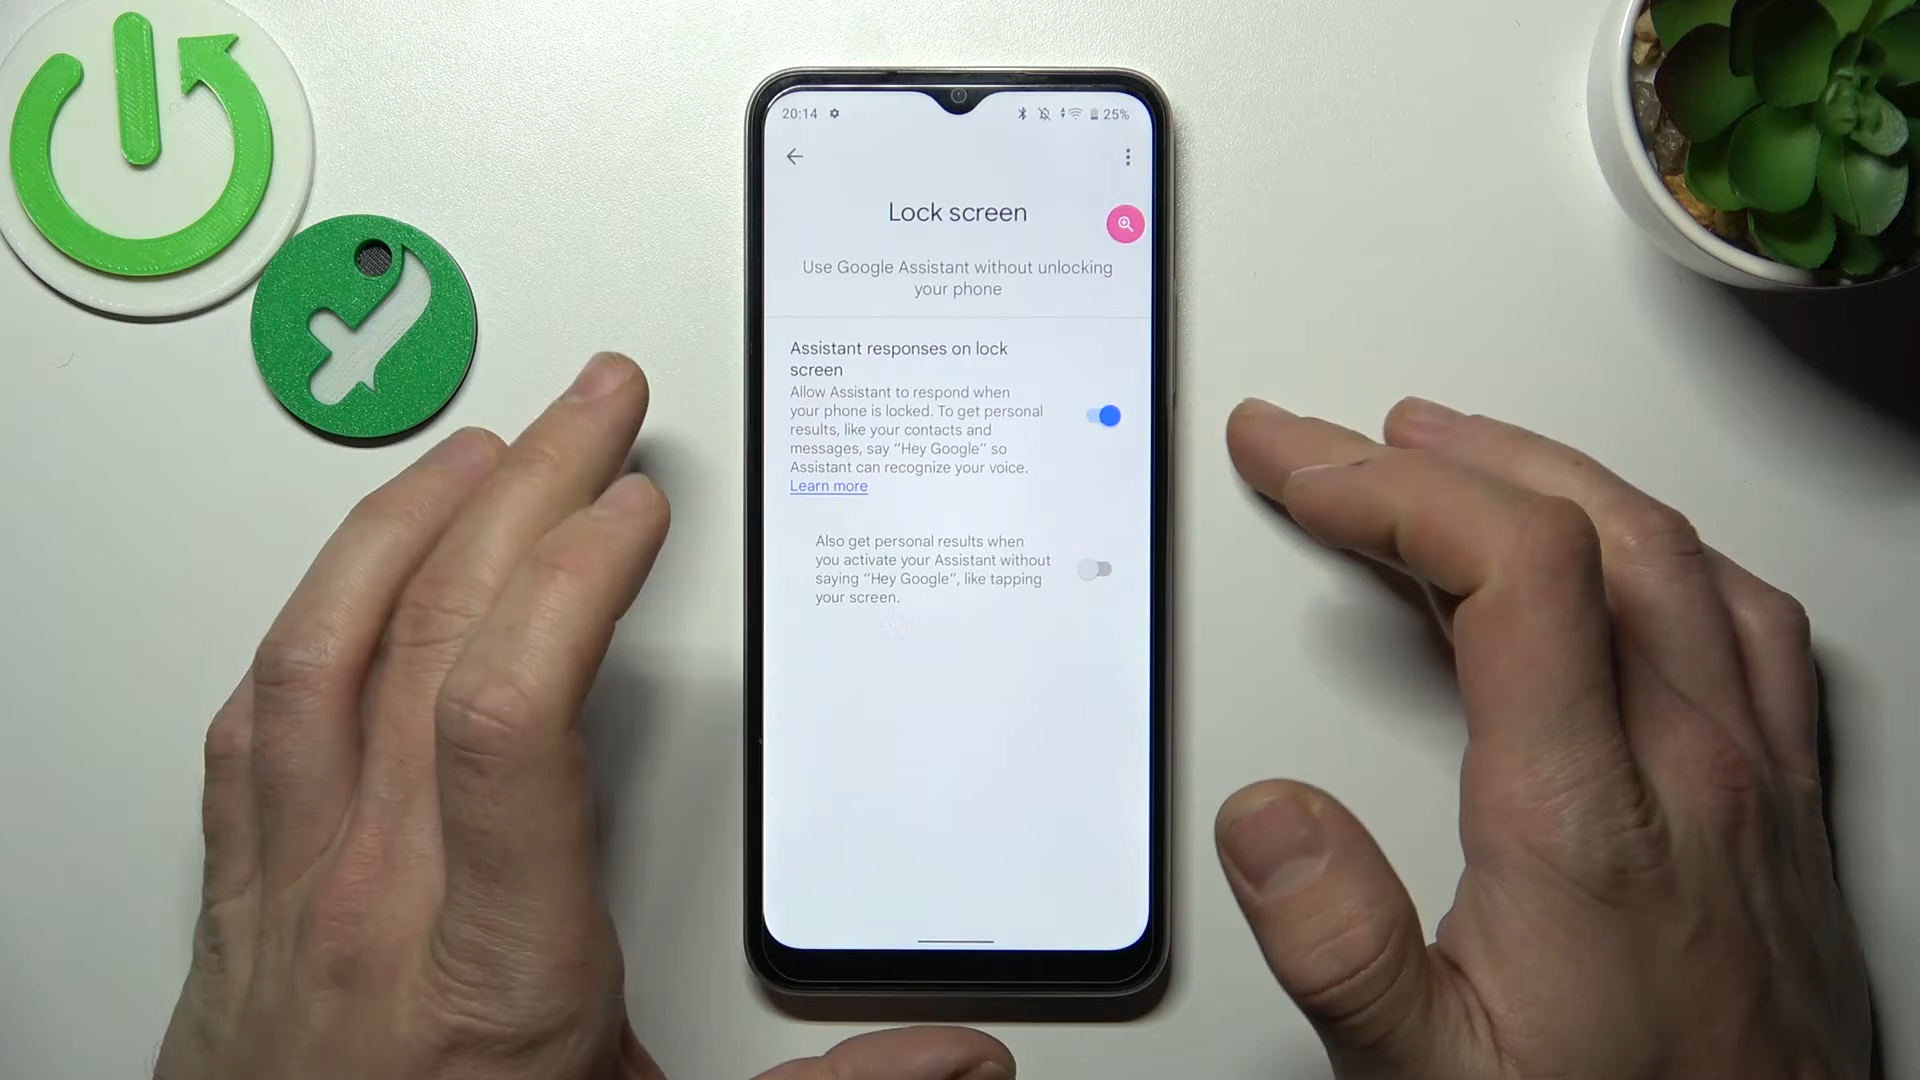 20:14
25%
Lock screen
Use Google Assistant without unlocking
your phone
Assistant responses on lock
screen
Allow Assistant to respond when
your phone is locked. To get personal
results, like your contacts and
messages, say “Hey Google” so
Assistant can recognize your voice.
Learn more
Also get personal results when
you activate your Assistant without
saying “Hey Google”, like tapping
your screen.